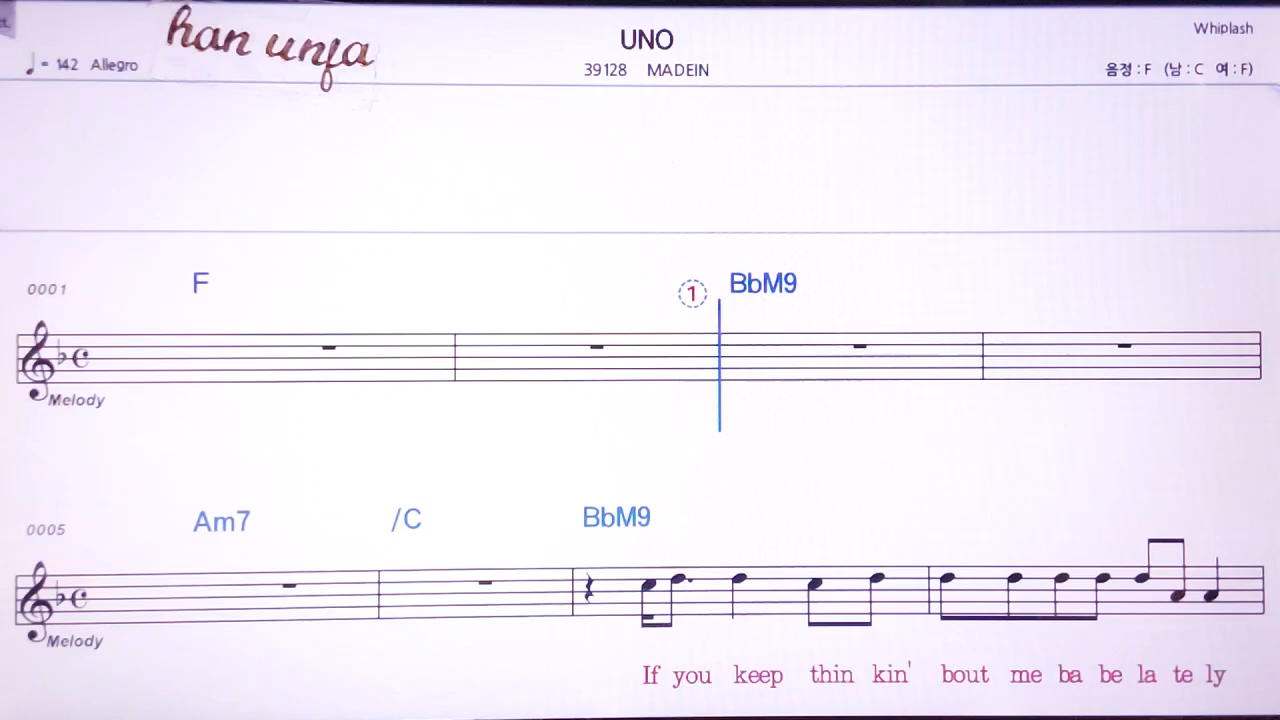 han unfa
UNO
Whiplash
♩ = 142 Allegro
39128 MADEIN
음정 : F (남 : C 여 : F)
0001
F
1
BbM9
Melody
0005
Am7
/C
BbM9
Melody
If you keep thin kin' bout me ba be la te ly